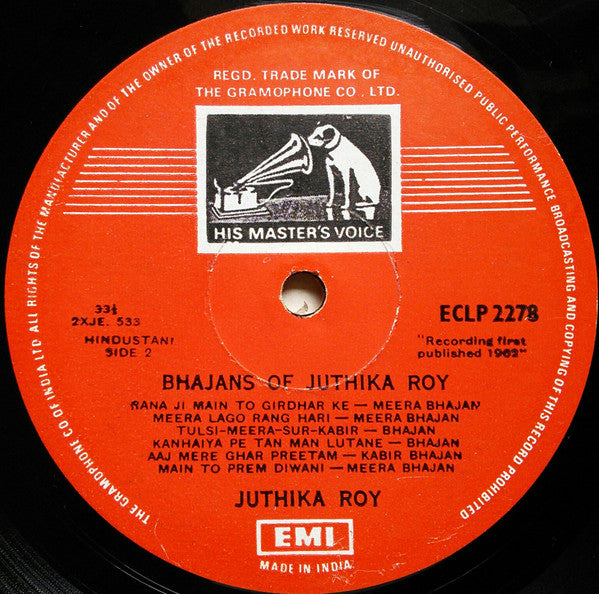 THE GRAMOPHONE CO OF INDIA LTD ALL RIGHTS OF THE MANUFACTURER AND OF THE OWNER OF THE RECORDED WORK RESERVED UNAUTHORISED PUBLIC PERFORMANCE BROADCASTING AND COPYING OF THIS RECORD PROHIBITED
REGD. TRADE MARK OF
THE GRAMOPHONE CO., LTD.
HIS MASTER'S VOICE
33⅓
2XJE. 533
HINDUSTANI
SIDE 2
ECLP 2278
"Recording first
published 1962"
BHAJANS OF JUTHIKA ROY
RANA JI MAIN TO GIRDHAR KE — MEERA BHAJAN
MEERA LAGO RANG HARI — MEERA BHAJAN
TULSI-MEERA-SUR-KABIR — BHAJAN
KANHAIYA PE TAN MAN LUTANE — BHAJAN
AAJ MERE GHAR PREETAM — KABIR BHAJAN
MAIN TO PREM DIWANI — MEERA BHAJAN
JUTHIKA ROY
EMI
MADE IN INDIA